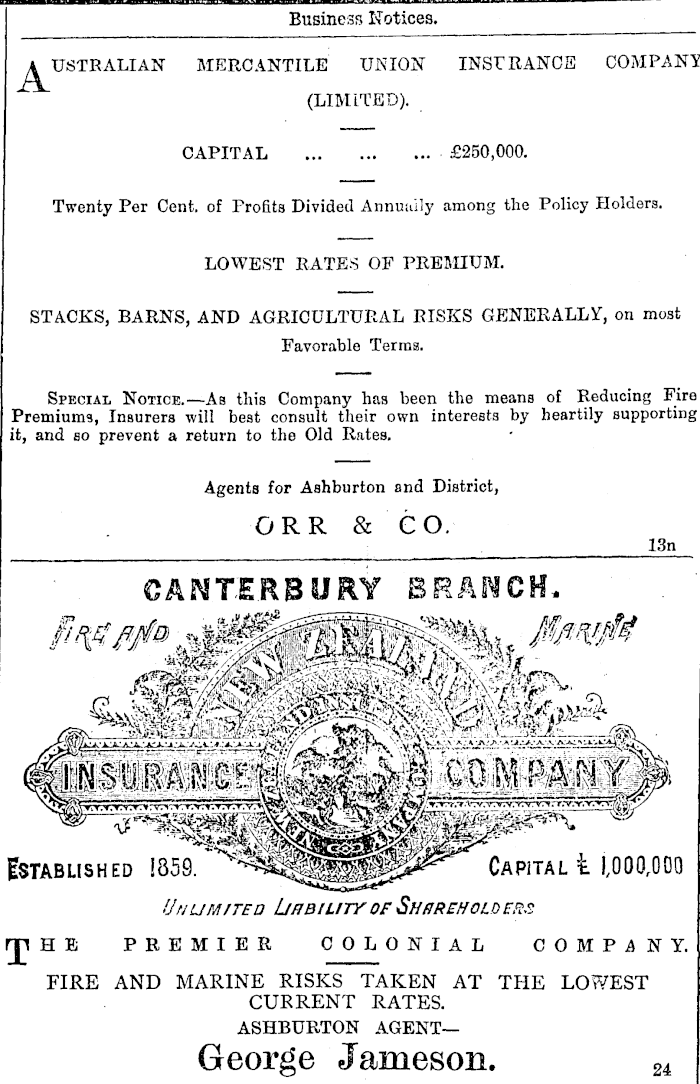 Business Notices.
AUSTRALIAN MERCANTILE UNION INSURANCE COMPANY
(LIMITED).
CAPITAL ... ... ... £250,000.
Twenty Per Cent. of Profits Divided Annually among the Policy Holders.
LOWEST RATES OF PREMIUM.
STACKS, BARNS, AND AGRICULTURAL RISKS GENERALLY, on most
Favorable Terms.
SPECIAL NOTICE.—As this Company has been the means of Reducing Fire
Premiums, Insurers will best consult their own interests by heartily supporting
it, and so prevent a return to the Old Rates.
Agents for Ashburton and District,
ORR & CO.
13n
CANTERBURY BRANCH.
FIRE AND MARINE
NEW ZEALAND
INSURANCE COMPANY
NEW ZEALAND INSURANCE COMPANY
ESTABLISHED 1859. CAPITAL £ 1,000,000
UNLIMITED LIABILITY OF SHAREHOLDERS
THE PREMIER COLONIAL COMPANY.
FIRE AND MARINE RISKS TAKEN AT THE LOWEST
CURRENT RATES.
ASHBURTON AGENT—
George Jameson.
24